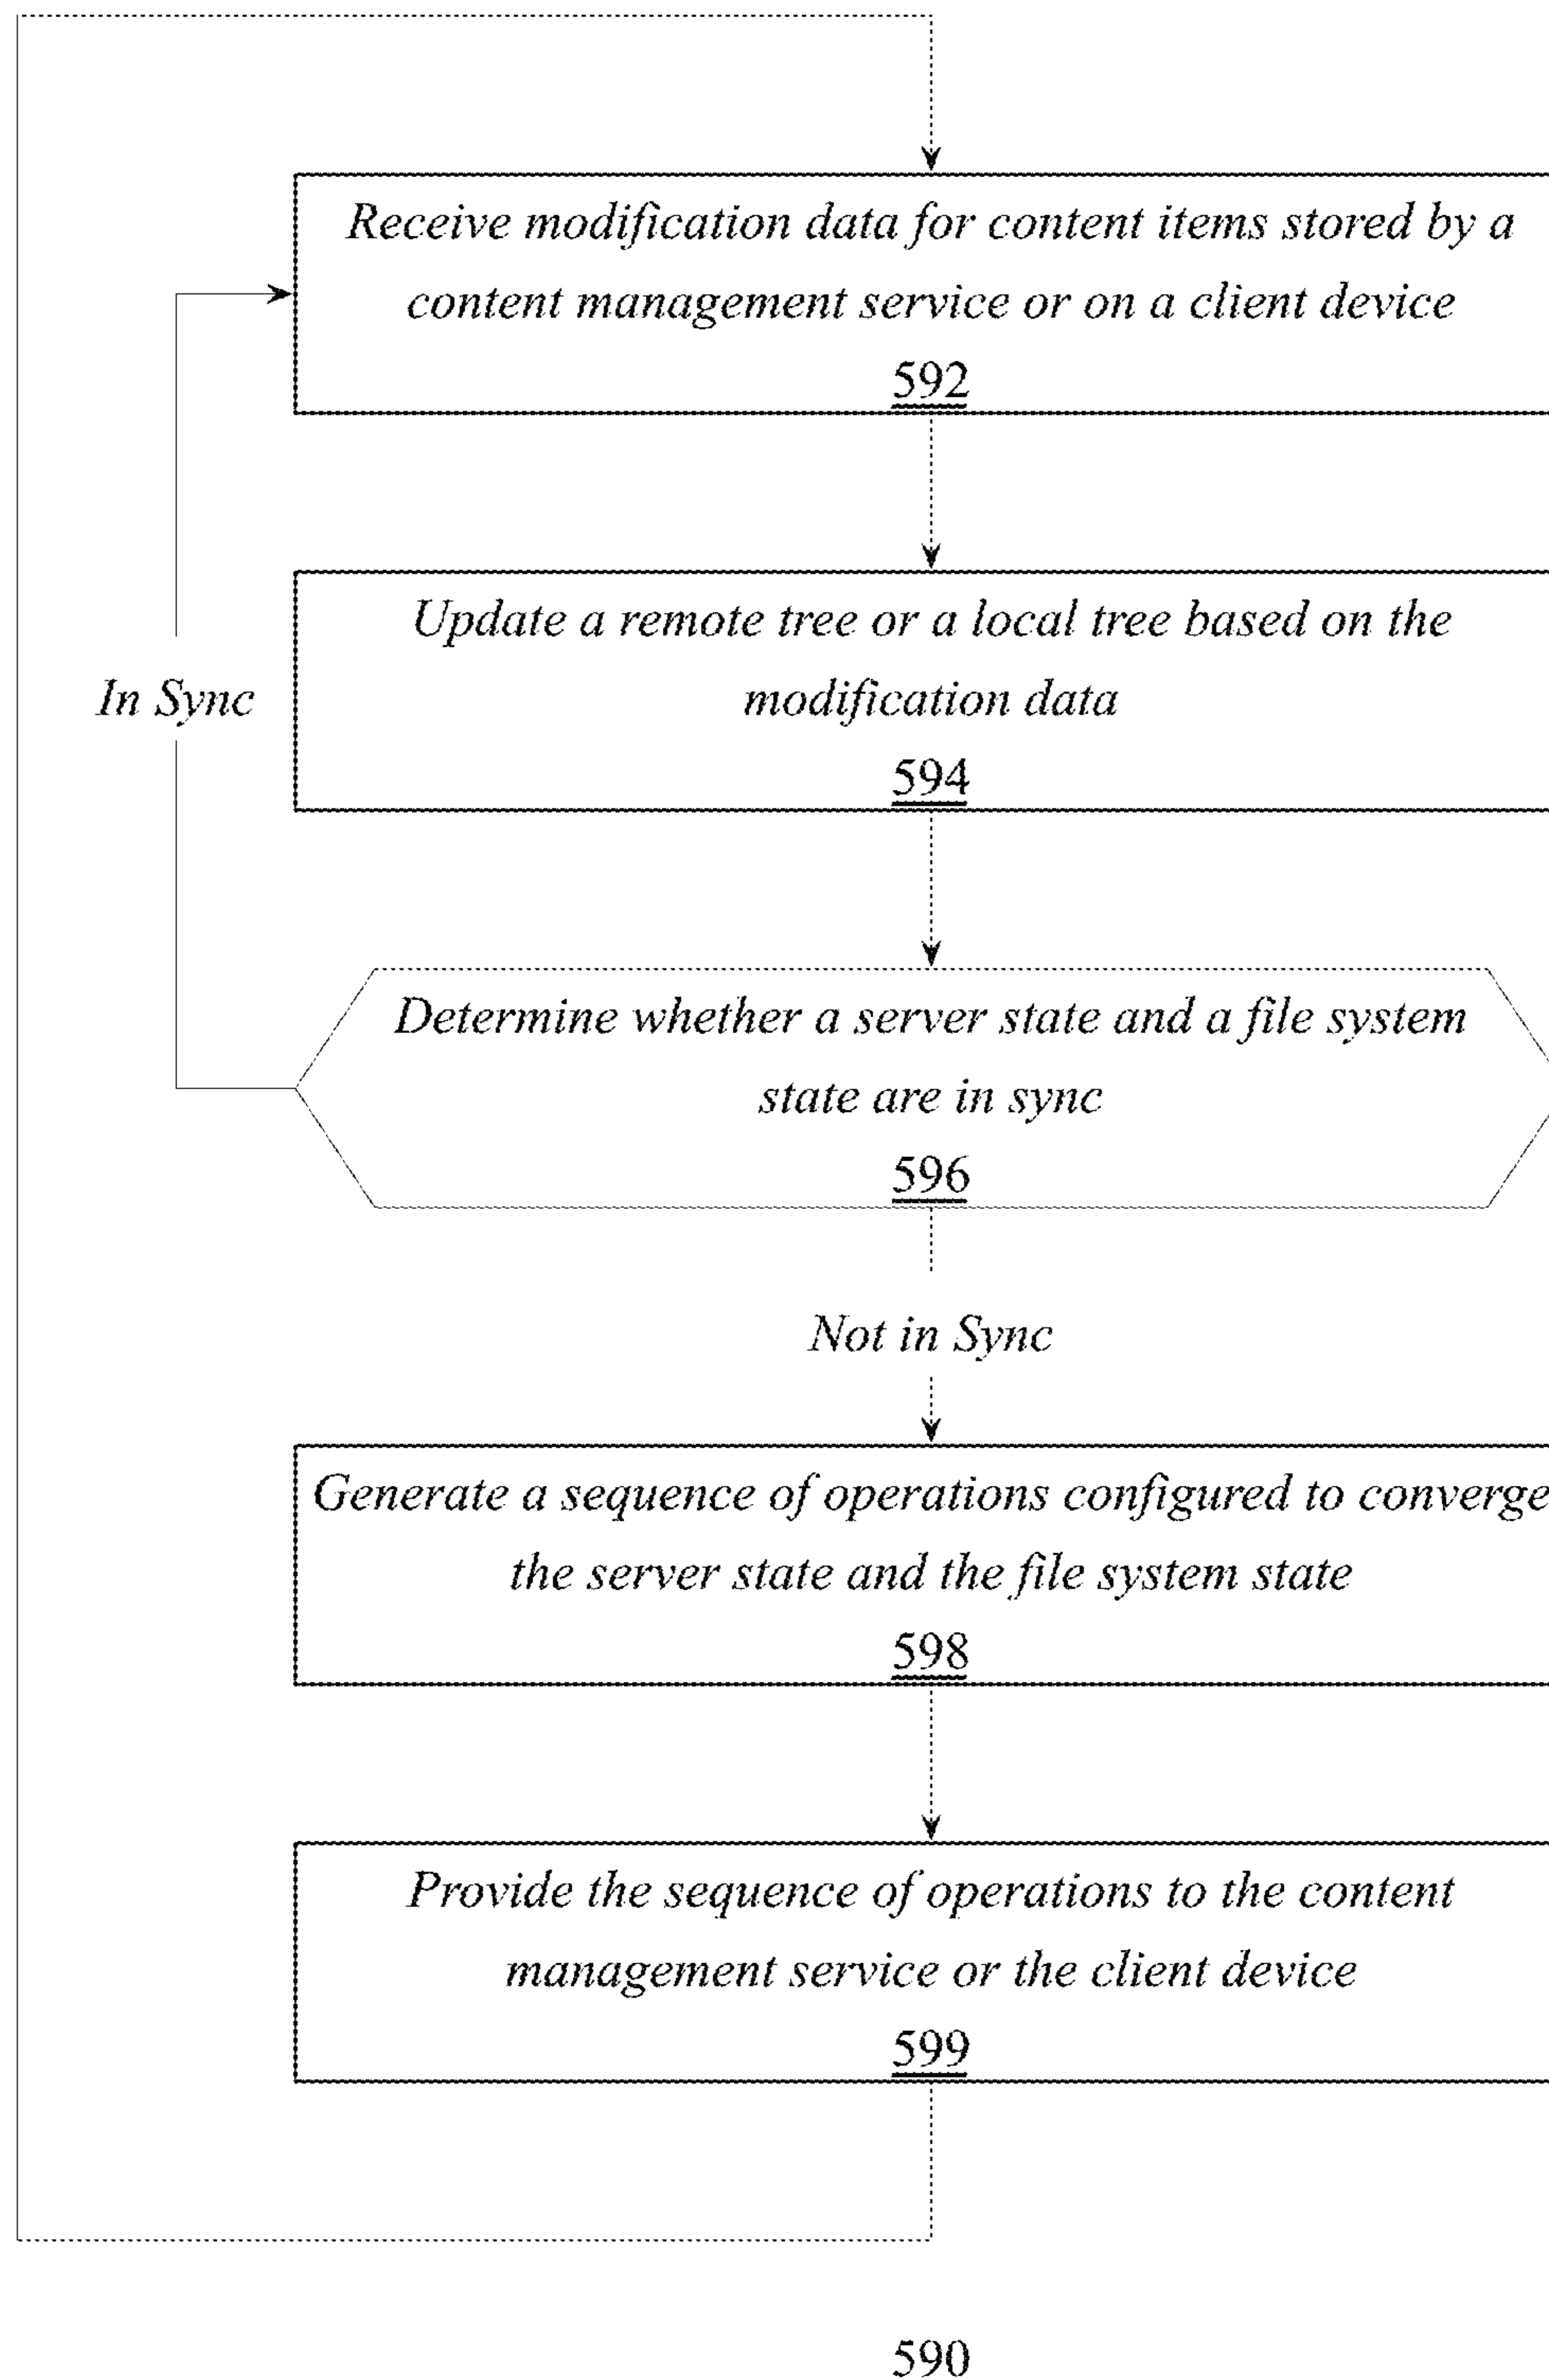 Receive modification data for content items stored by a
content management service or on a client device
592
Update a remote tree or a local tree based on the
modification data
594
In Sync
Determine whether a server state and a file system
state are in sync
596
Not in Sync
Generate a sequence of operations configured to converge
the server state and the file system state
598
Provide the sequence of operations to the content
management service or the client device
599
590